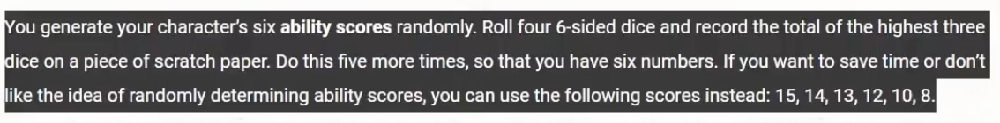 You generate your character's six ability scores randomly. Roll four 6-sided dice and record the total of the highest three
dice on a piece of scratch paper. Do this five more times, so that you have six numbers. If you want to save time or don't
like the idea of randomly determining ability scores, you can use the following scores instead: 15, 14, 13, 12, 10, 8.